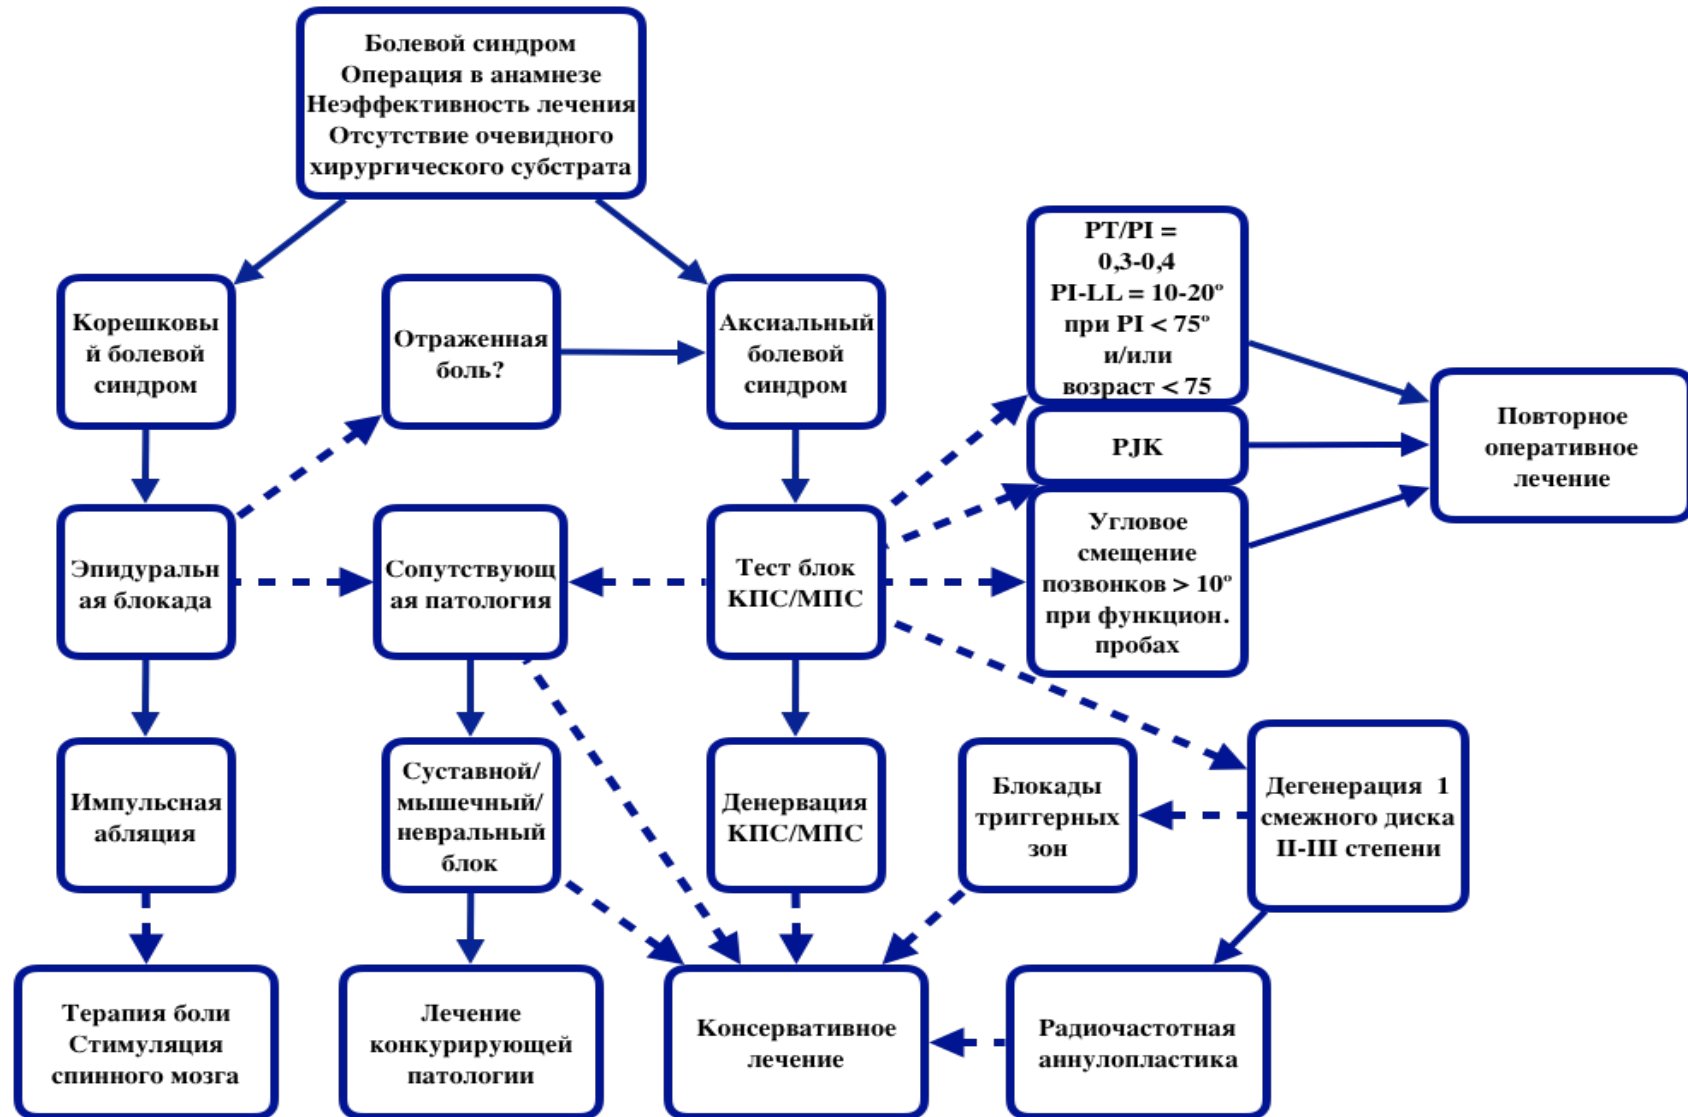 Болевой синдром
Операция в анамнезе
Неэффективность лечения
Отсутствие очевидного
хирургического субстрата
PT/PI =
0,3-0,4
PI-LL = 10-20º
при PI < 75º
и/или
возраст < 75
Корешковы
й болевой
синдром
Отраженная
боль?
Аксиальный
болевой
синдром
PJK
Повторное
оперативное
лечение
Эпидуральн
ая блокада
Сопутствующ
ая патология
Тест блок
КПС/МПС
Угловое
смещение
позвонков > 10º
при функцион.
пробах
Импульсная
абляция
Суставной/
мышечный/
невральный
блок
Денервация
КПС/МПС
Блокады
триггерных
зон
Дегенерация 1
смежного диска
II-III степени
Терапия боли
Стимуляция
спинного мозга
Лечение
конкурирующей
патологии
Консервативное
лечение
Радиочастотная
аннулопластика